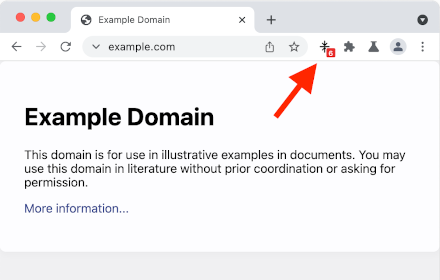 Example Domain
example.com
6
Example Domain
This domain is for use in illustrative examples in documents. You may
use this domain in literature without prior coordination or asking for
permission.
More information...